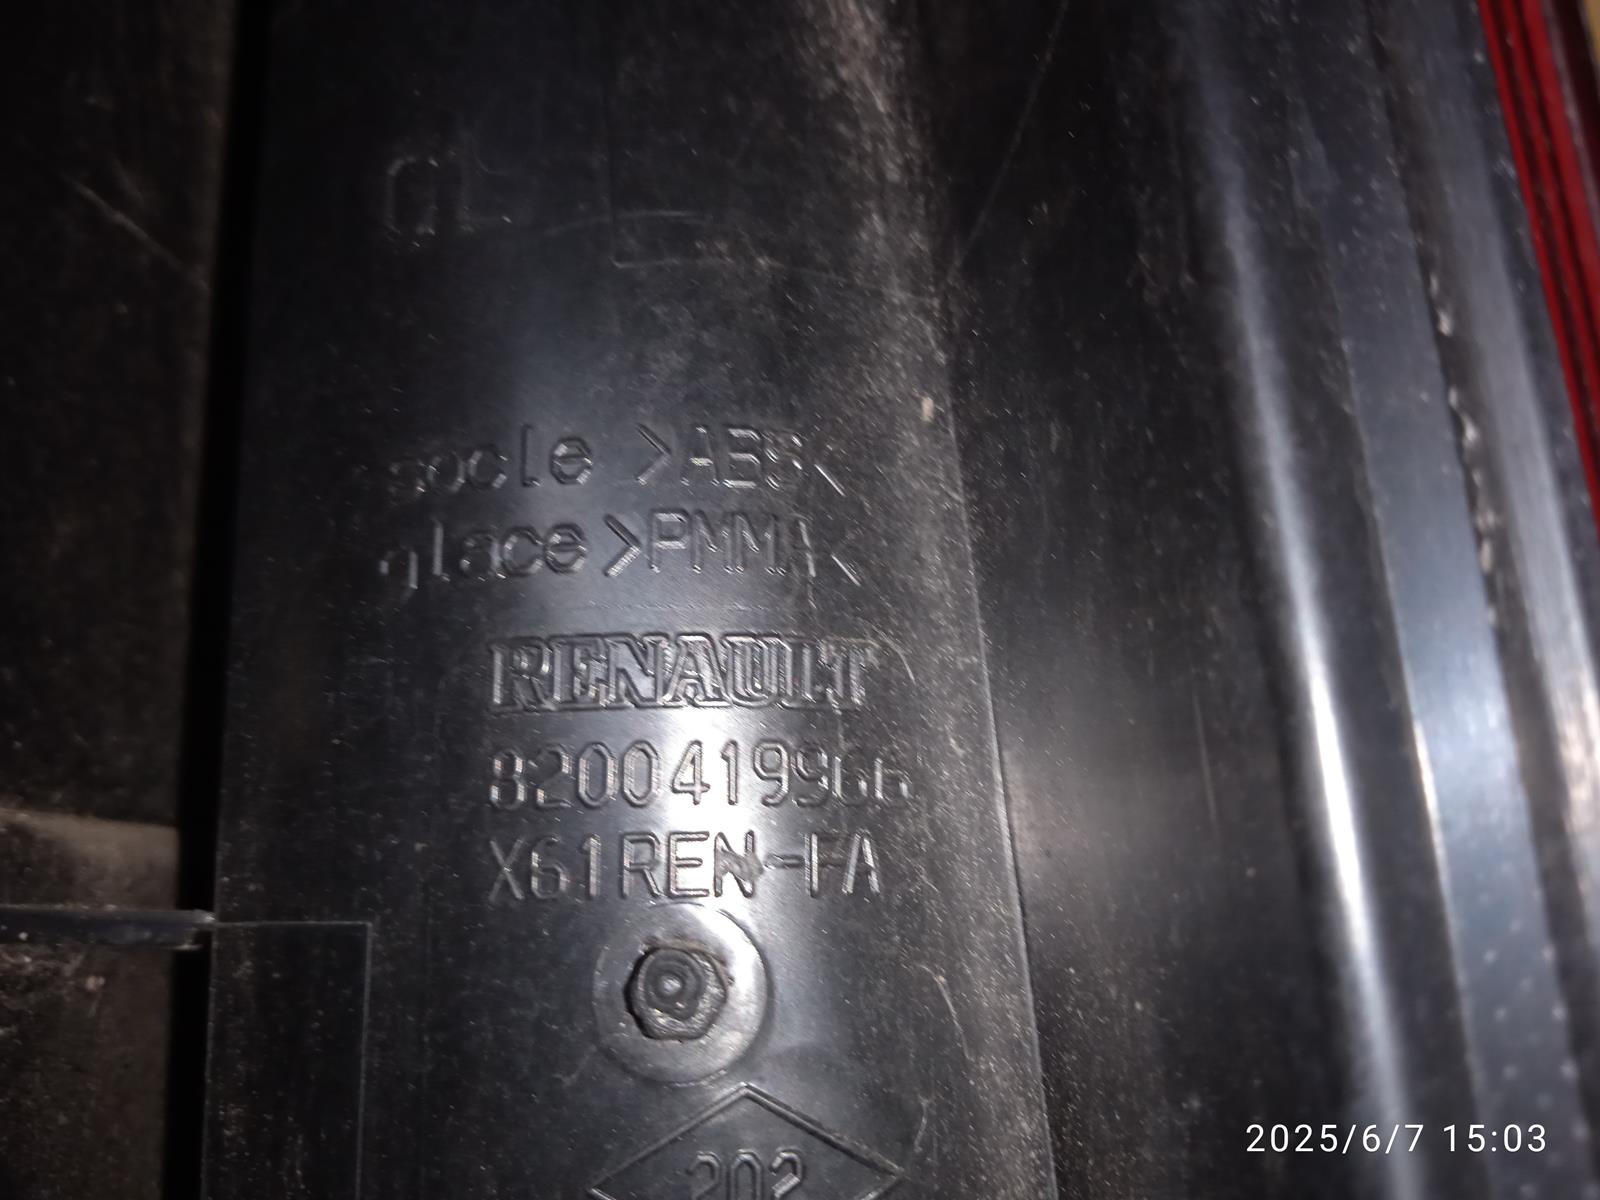 socle >ABS<
glace >PMMA<
RENAULT
8200419966
X61REN-FA
202
2025/6/7 15:03